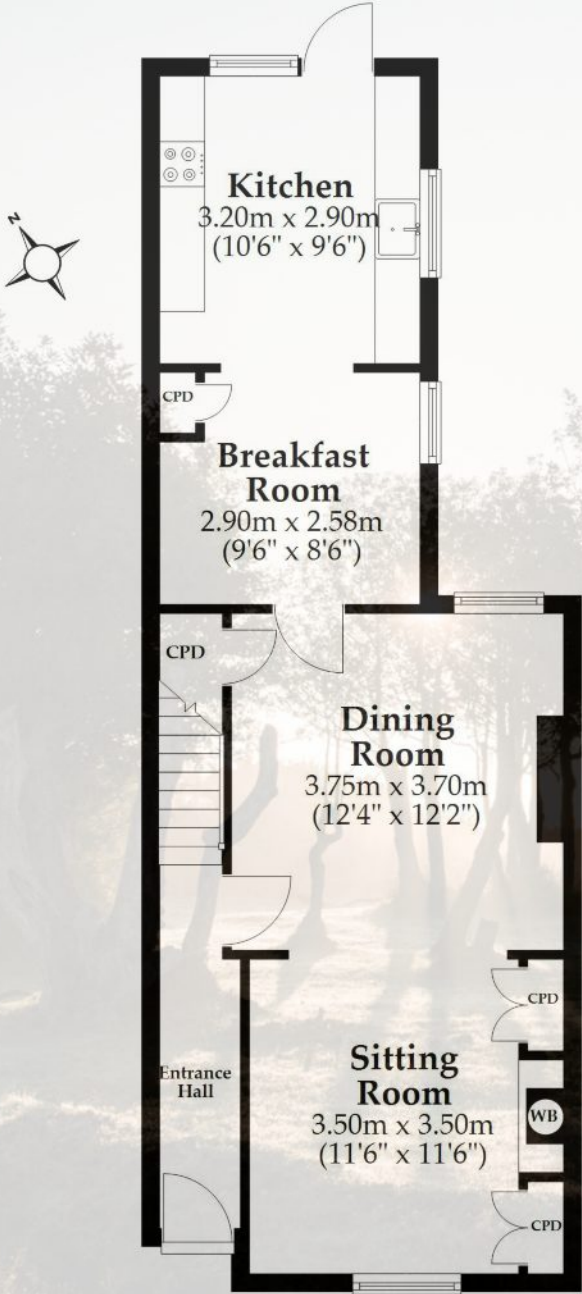 Kitchen
3.20m x 2.90m
(10'6" x 9'6")
N
CPD
Breakfast
Room
2.90m x 2.58m
(9'6" x 8'6")
CPD
Dining
Room
3.75m x 3.70m
(12'4" x 12'2")
CPD
Entrance
Hall
Sitting
Room
3.50m x 3.50m
(11'6" x 11'6")
WB
CPD